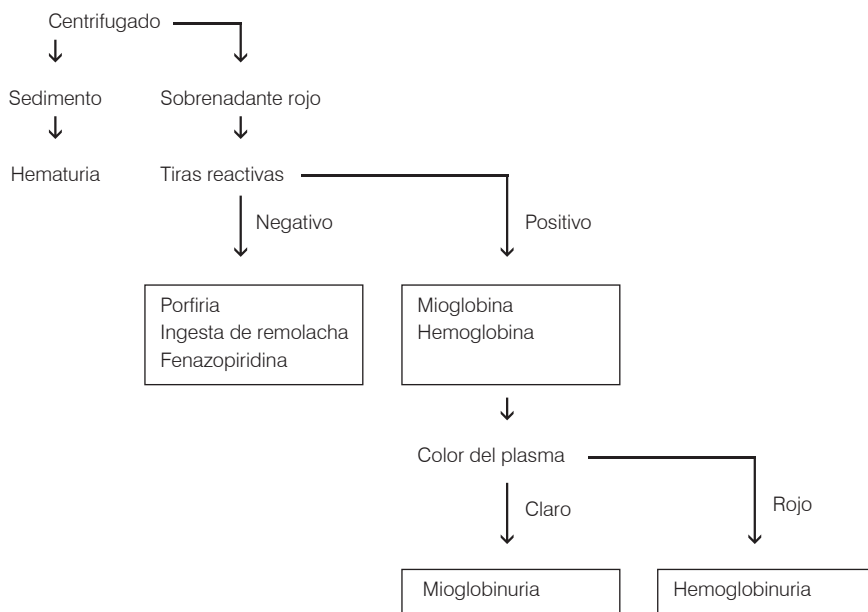 Centrifugado
Sedimento
Sobrenadante rojo
Hematuria
Tiras reactivas
Negativo
Positivo
Porfiria
Ingesta de remolacha
Fenazopiridina
Mioglobina
Hemoglobina
Color del plasma
Claro
Rojo
Mioglobinuria
Hemoglobinuria